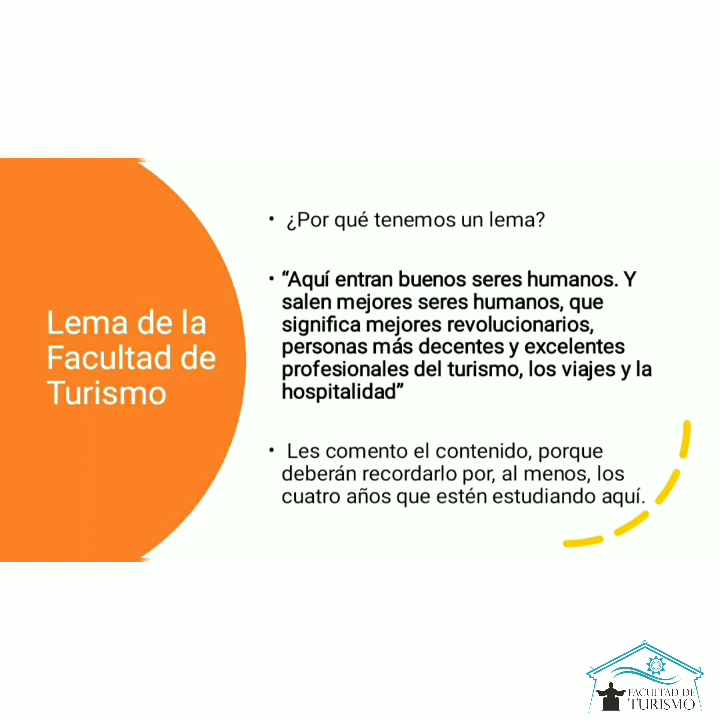 Lema de la
Facultad de
Turismo
• ¿Por qué tenemos un lema?
• “Aquí entran buenos seres humanos. Y
salen mejores seres humanos, que
significa mejores revolucionarios,
personas más decentes y excelentes
profesionales del turismo, los viajes y la
hospitalidad”
• Les comento el contenido, porque
deberán recordarlo por, al menos, los
cuatro años que estén estudiando aquí.
FACULTAD DE
TURISMO